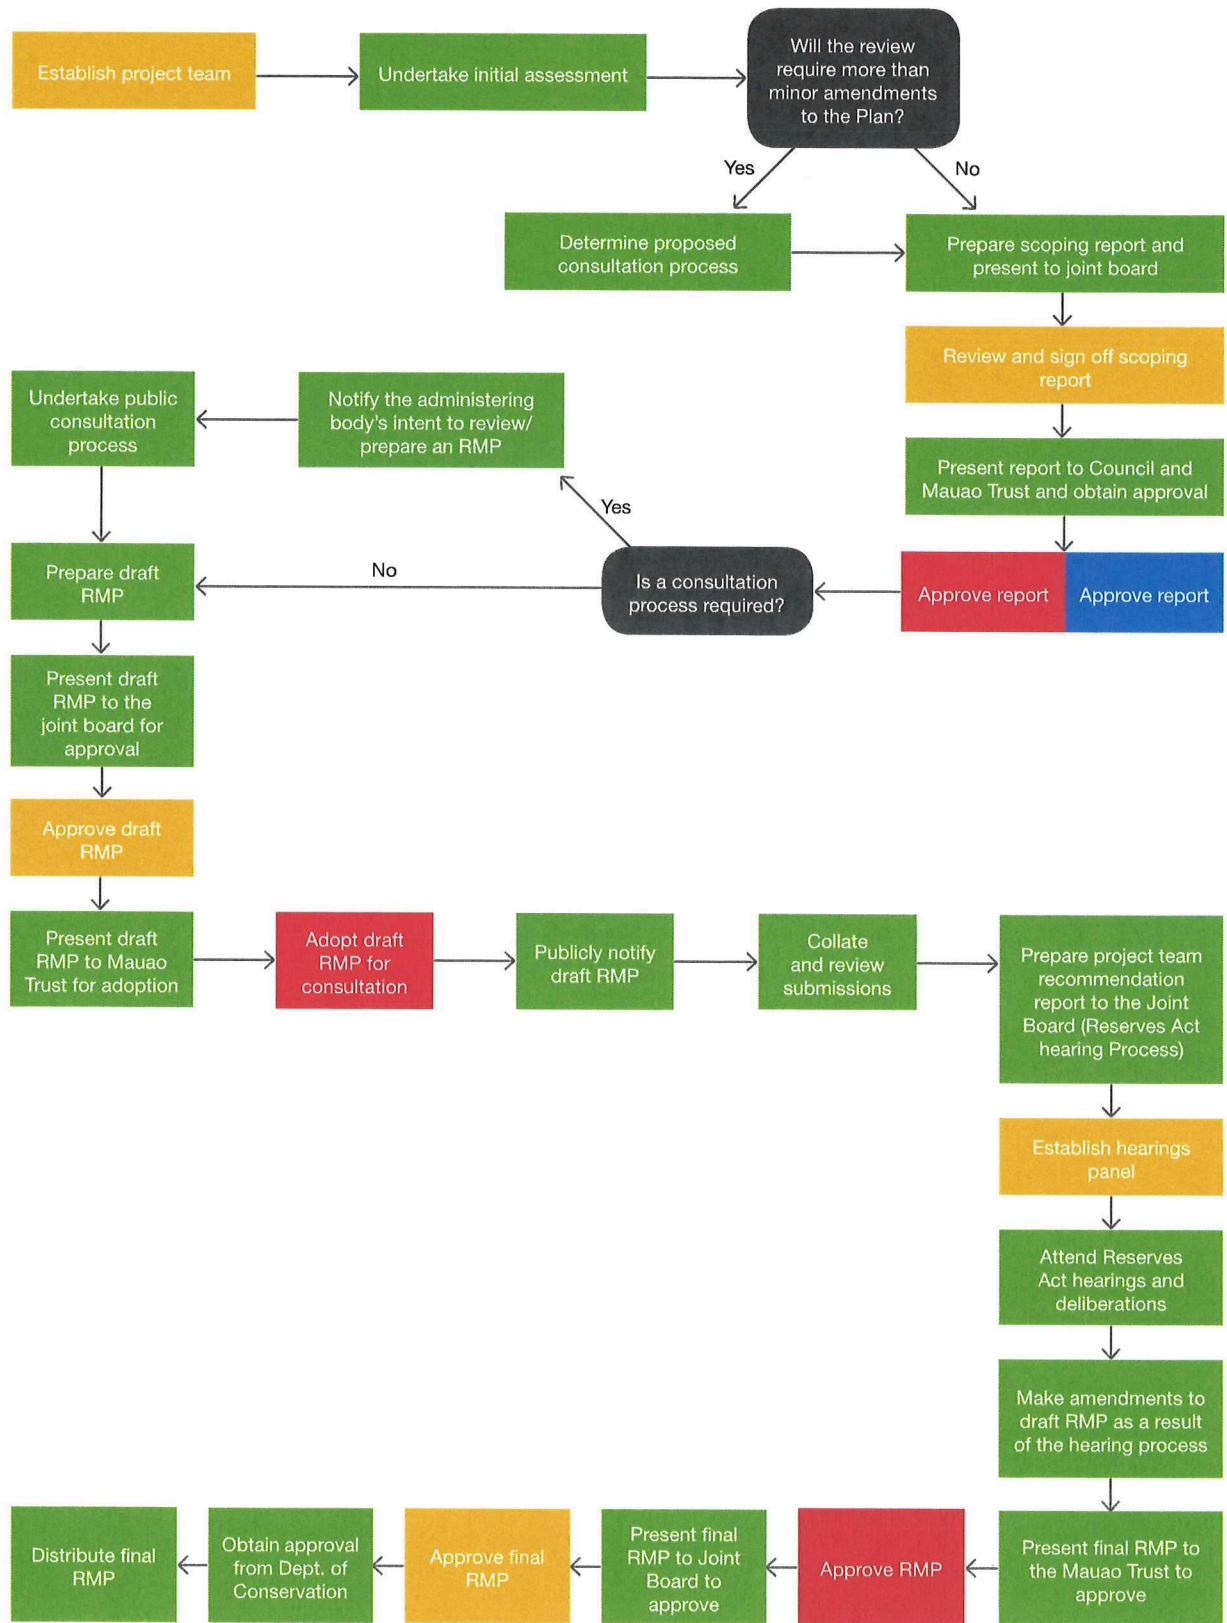 Establish project team
Undertake initial assessment
Will the review
require more than
minor amendments
to the Plan?
Yes
No
Determine proposed
consultation process
Prepare scoping report and
present to joint board
Review and sign off scoping
report
Present report to Council and
Mauao Trust and obtain approval
Approve report
Approve report
Is a consultation
process required?
Yes
No
Notify the administering
body's intent to review/
prepare an RMP
Undertake public
consultation
process
Prepare draft
RMP
Present draft
RMP to the
joint board for
approval
Approve draft
RMP
Present draft
RMP to Mauao
Trust for adoption
Adopt draft
RMP for
consultation
Publicly notify
draft RMP
Collate
and review
submissions
Prepare project team
recommendation
report to the Joint
Board (Reserves Act
hearing Process)
Establish hearings
panel
Attend Reserves
Act hearings and
deliberations
Make amendments to
draft RMP as a result
of the hearing process
Present final RMP to
the Mauao Trust to
approve
Approve RMP
Present final
RMP to Joint
Board to
approve
Approve final
RMP
Obtain approval
from Dept. of
Conservation
Distribute final
RMP